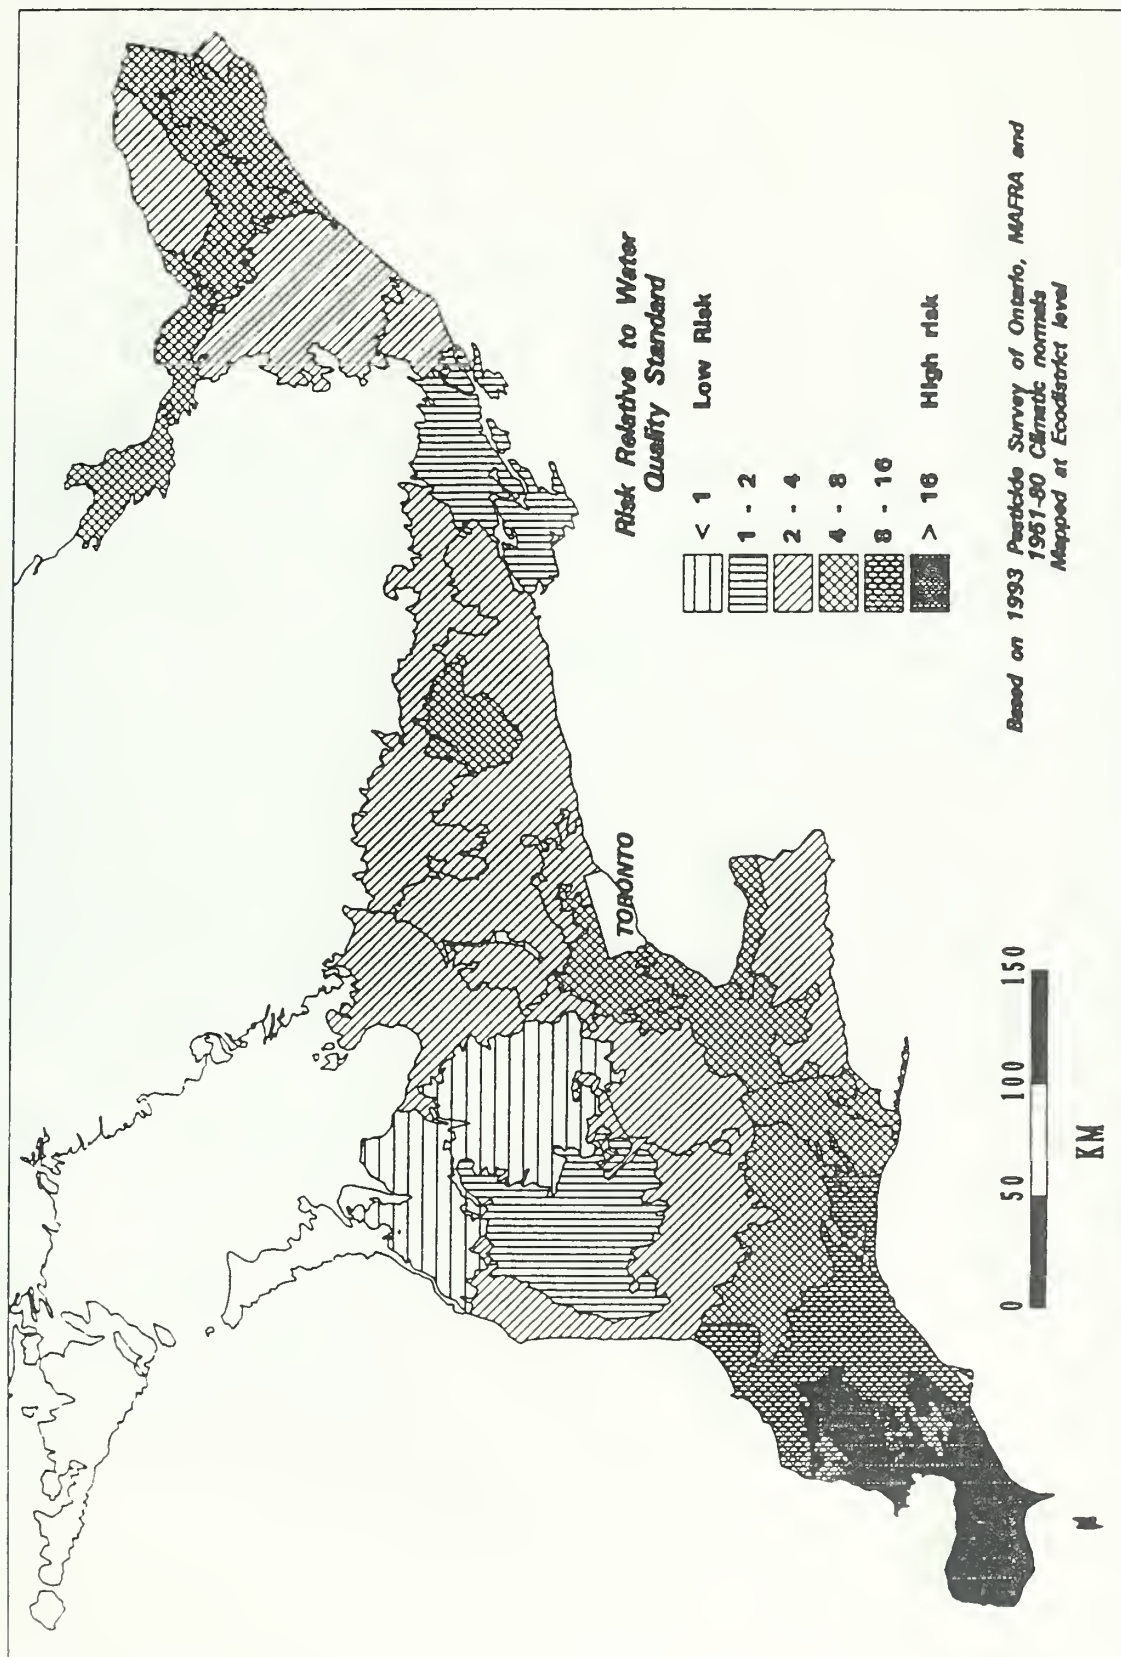 TORONTO
Risk Relative to Water
Quality Standard
< 1 Low Risk
1 - 2
2 - 4
4 - 8
8 - 16
> 16 High risk
0 50 100 150
KM
Based on 1993 Pesticide Survey of Ontario, MAFRA and
1951-80 Climatic normals
Mapped at Ecodistrict level